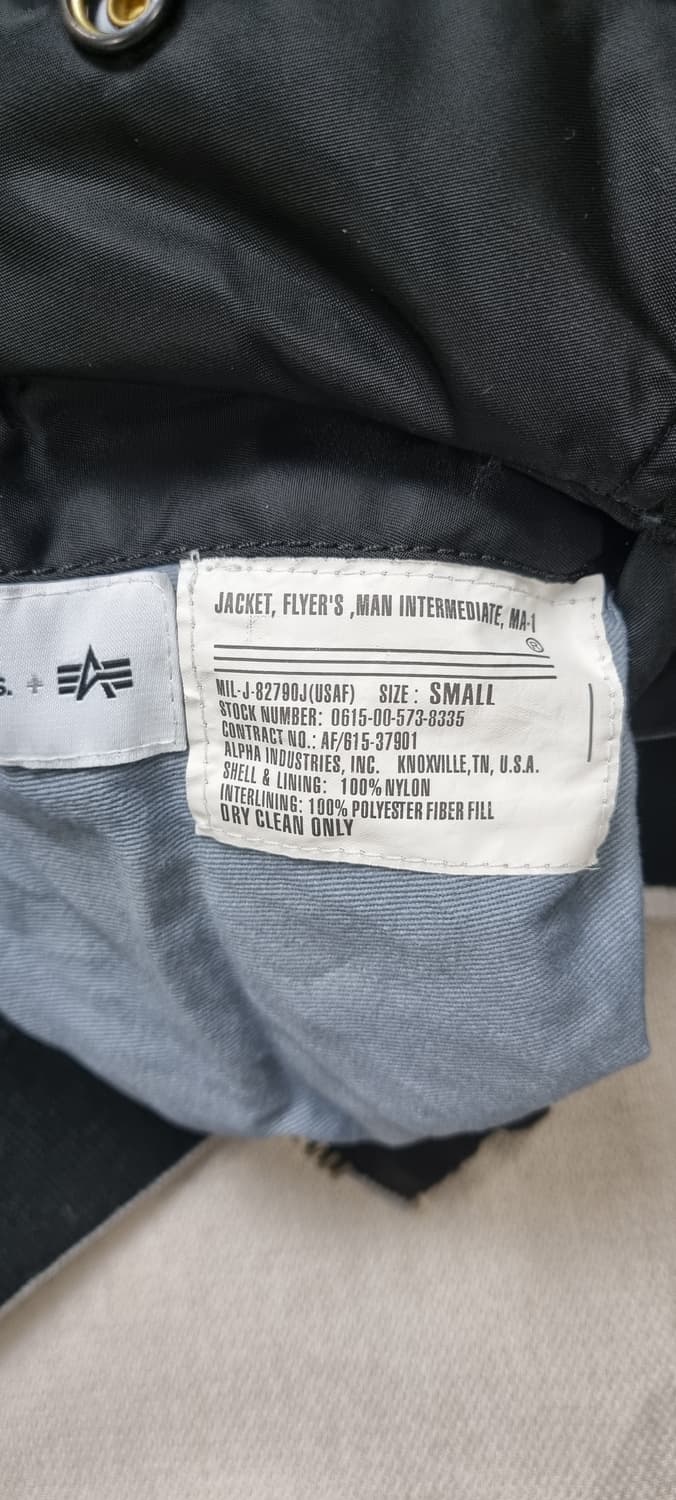 JACKET, FLYER'S ,MAN INTERMEDIATE, MA-1
®
MIL-J-82790J(USAF) SIZE : SMALL
STOCK NUMBER: 0615-00-573-8335
CONTRACT NO.: AF/615-37901
ALPHA INDUSTRIES, INC. KNOXVILLE,TN, U.S.A.
SHELL & LINING: 100% NYLON
INTERLINING: 100% POLYESTER FIBER FILL
DRY CLEAN ONLY
s.